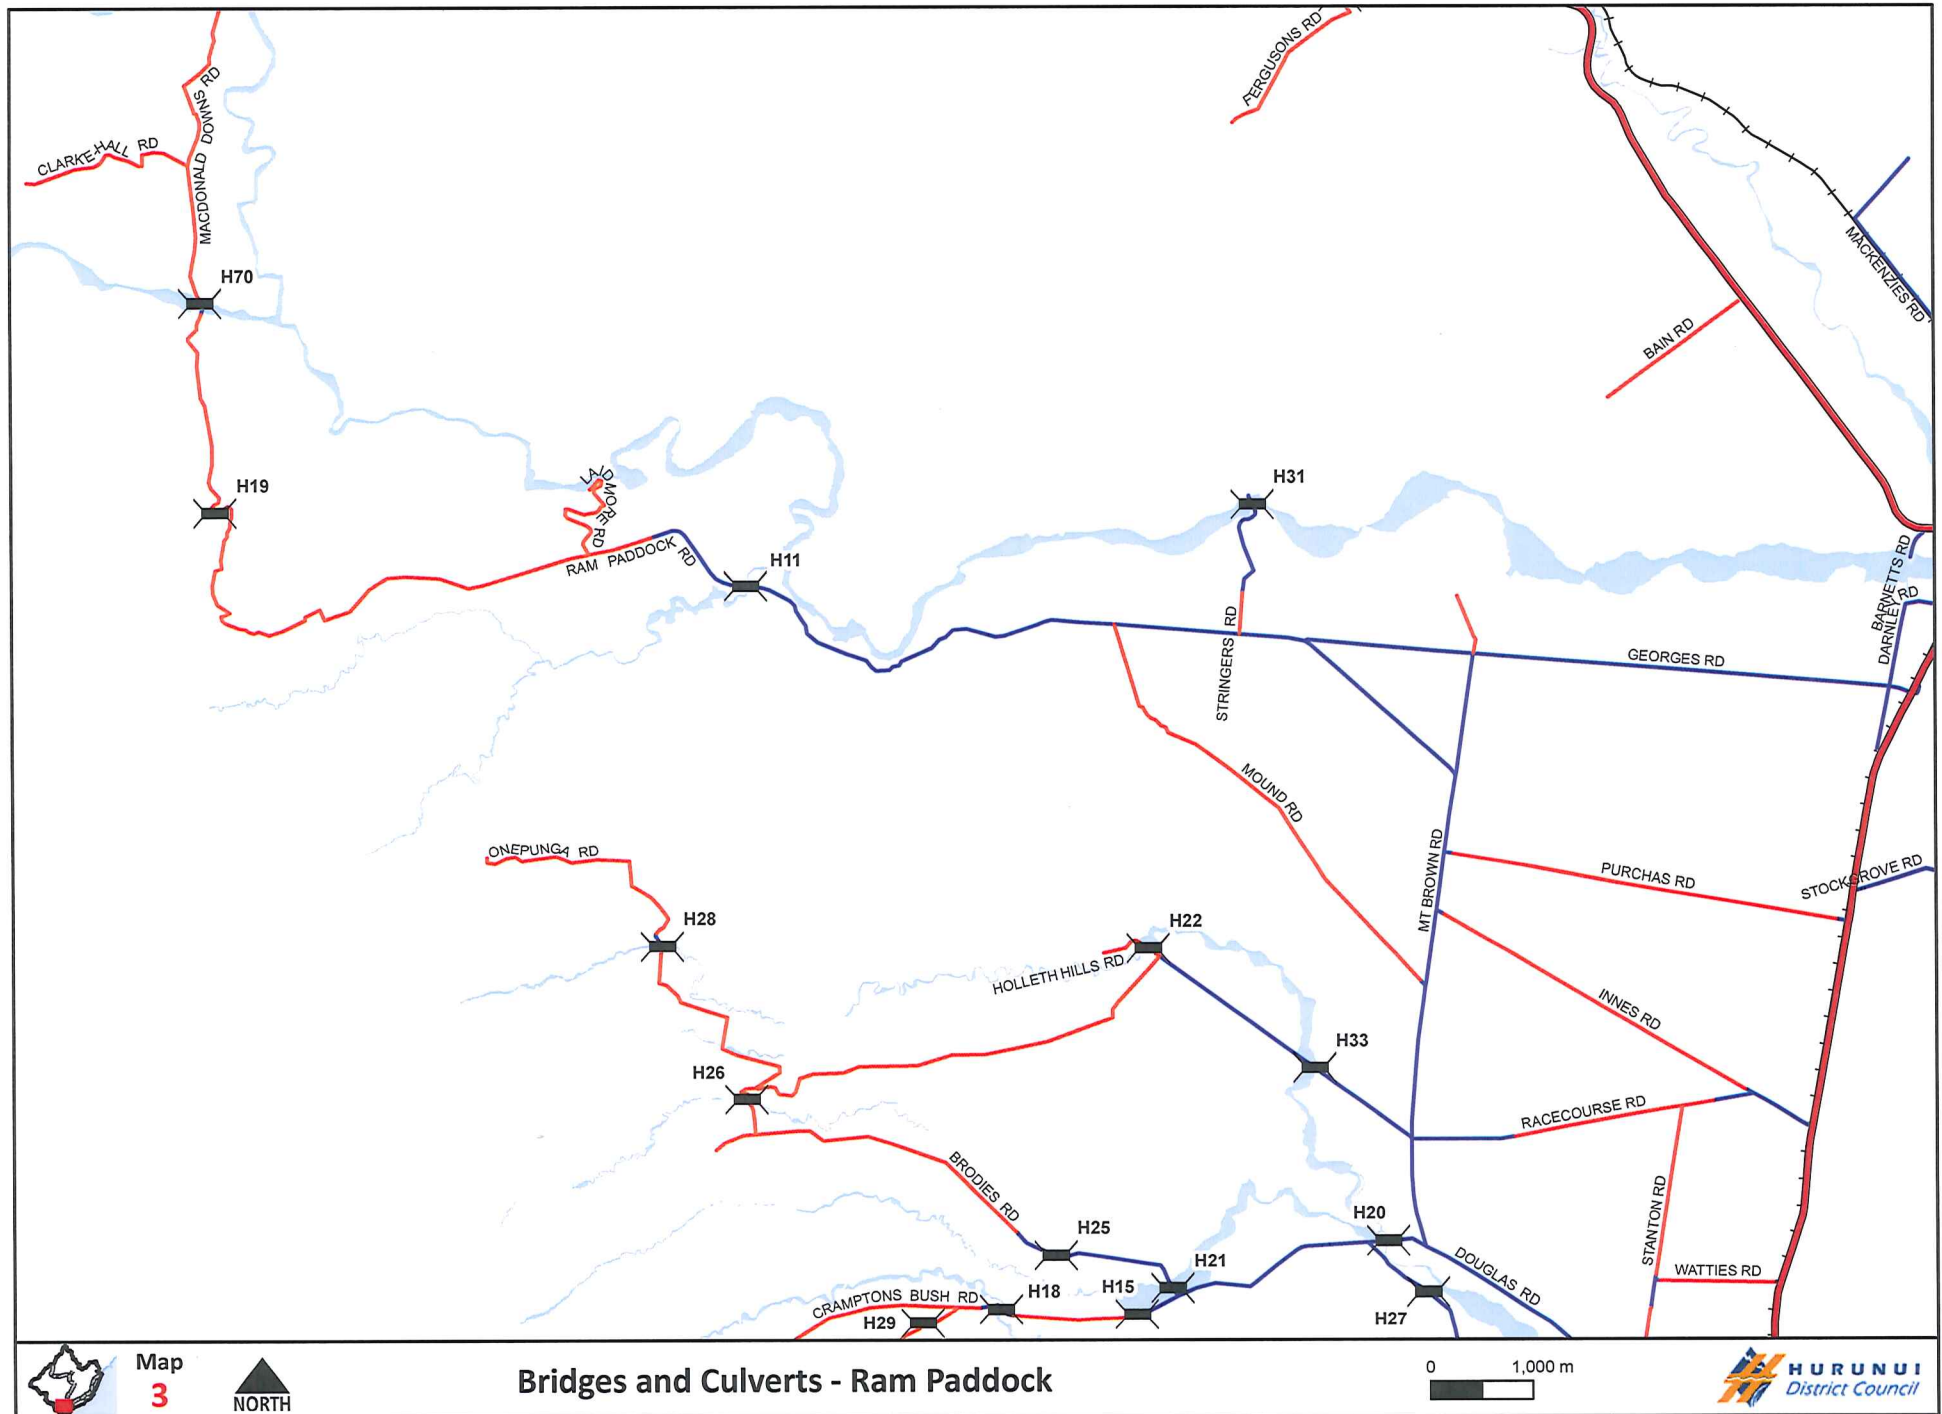 FERGUSONS RD
MACDONALD DOWNS RD
CLARKE HALL RD
MACKENZIES RD
H70
BAIN RD
H19
H31
LAIDMORE RD
RAM PADDOCK RD
H11
BARNETTS RD
DARNLEY RD
STRINGERS RD
GEORGES RD
MOUND RD
MT BROWN RD
ONEPUNGA RD
PURCHAS RD
STOCKGROVE RD
H28
H22
HOLLETH HILLS RD
INNES RD
H33
H26
RACECOURSE RD
BRODIES RD
STANTON RD
H25
H20
H21
DOUGLAS RD
WATTIES RD
CRAMPTONS BUSH RD
H18
H15
H29
H27
Map
3
NORTH
Bridges and Culverts - Ram Paddock
0 1,000 m
HURUNUI
District Council